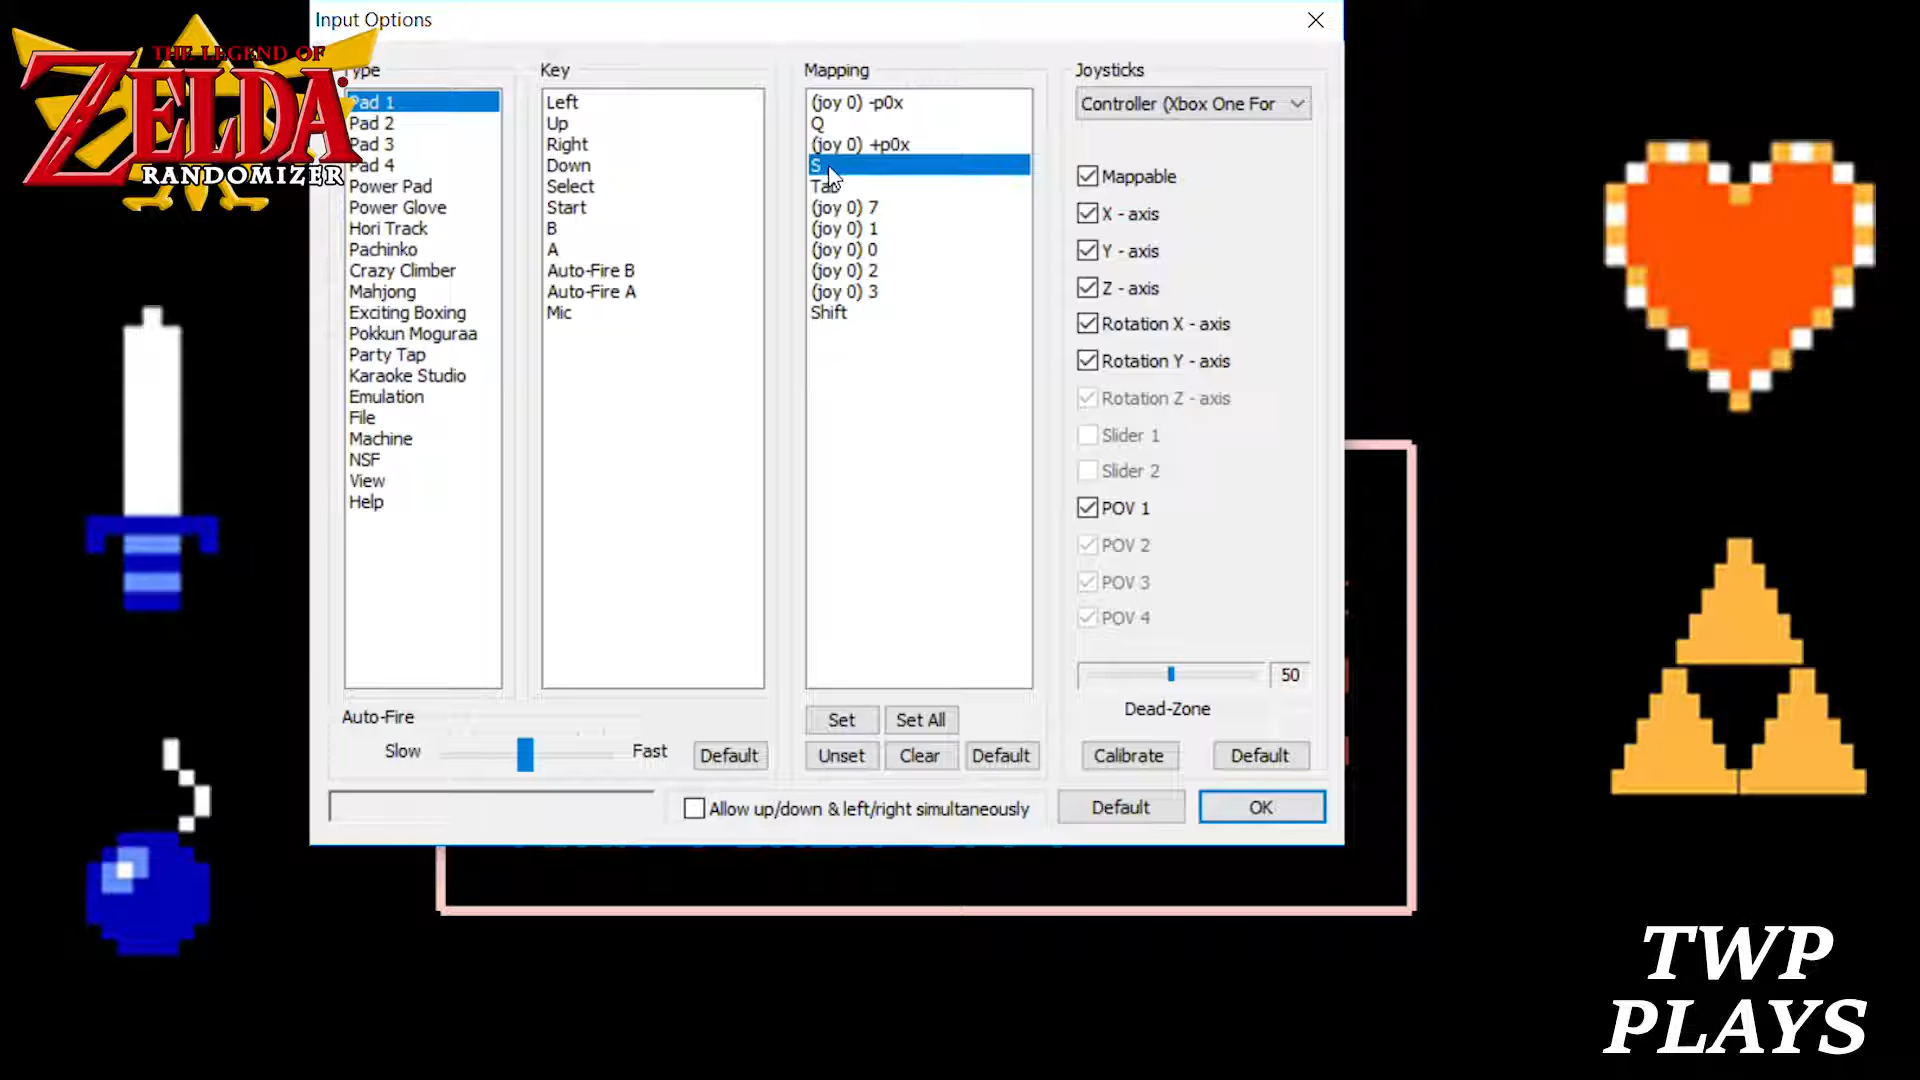 Input Options
THE LEGEND OF
ZELDA
RANDOMIZER
Type
Pad 1
Pad 2
Pad 3
Pad 4
Power Pad
Power Glove
Hori Track
Pachinko
Crazy Climber
Mahjong
Exciting Boxing
Pokkun Moguraa
Party Tap
Karaoke Studio
Emulation
File
Machine
NSF
View
Help
Key
Left
Up
Right
Down
Select
Start
B
A
Auto-Fire B
Auto-Fire A
Mic
Mapping
(joy 0) -p0x
Q
(joy 0) +p0x
S
Tab
(joy 0) 7
(joy 0) 1
(joy 0) 0
(joy 0) 2
(joy 0) 3
Shift
Set Set All
Unset Clear Default
Joysticks
Controller (Xbox One For
Mappable
X - axis
Y - axis
Z - axis
Rotation X - axis
Rotation Y - axis
Rotation Z - axis
Slider 1
Slider 2
POV 1
POV 2
POV 3
POV 4
50
Dead-Zone
Calibrate Default
Auto-Fire
Slow Fast Default
Allow up/down & left/right simultaneously
Default OK
TWP
PLAYS